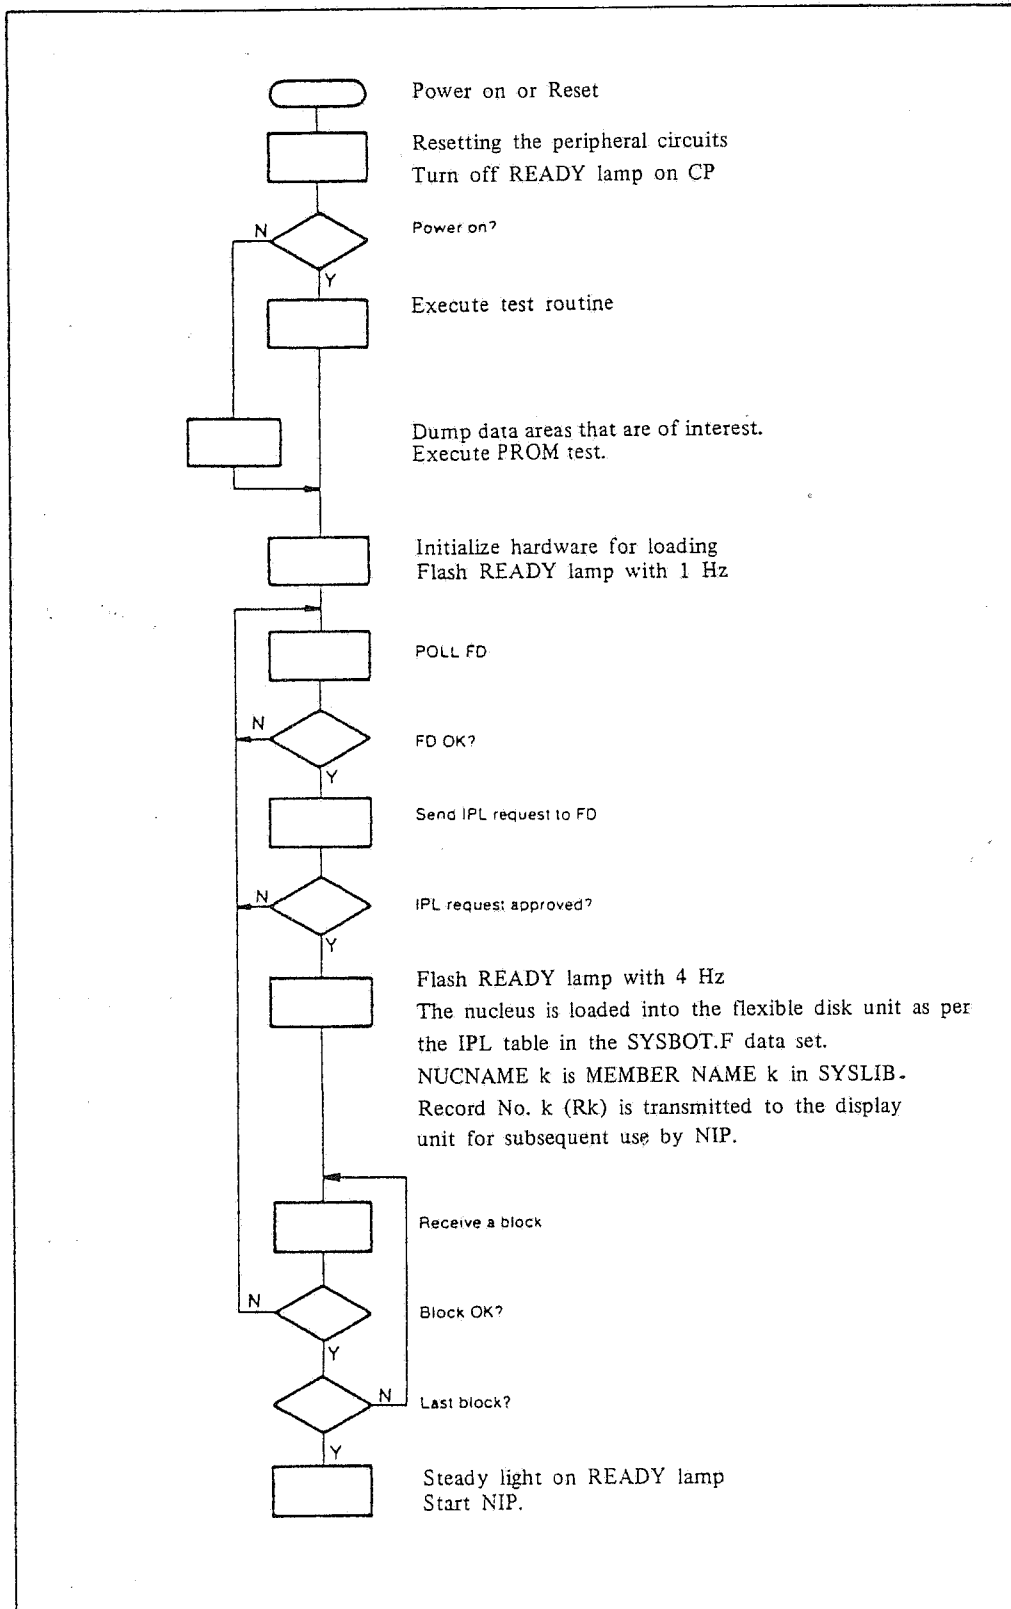 Power on or Reset
Resetting the peripheral circuits
Turn off READY lamp on CP
Power on?
N
Y
Execute test routine
Dump data areas that are of interest.
Execute PROM test.
Initialize hardware for loading
Flash READY lamp with 1 Hz
POLL FD
N
FD OK?
Y
Send IPL request to FD
N
IPL request approved?
Y
Flash READY lamp with 4 Hz
The nucleus is loaded into the flexible disk unit as per
the IPL table in the SYSBOT.F data set.
NUCNAME k is MEMBER NAME k in SYSLIB.
Record No. k (Rk) is transmitted to the display
unit for subsequent use by NIP.
Receive a block
N
Block OK?
Y
N
Last block?
Y
Steady light on READY lamp
Start NIP.